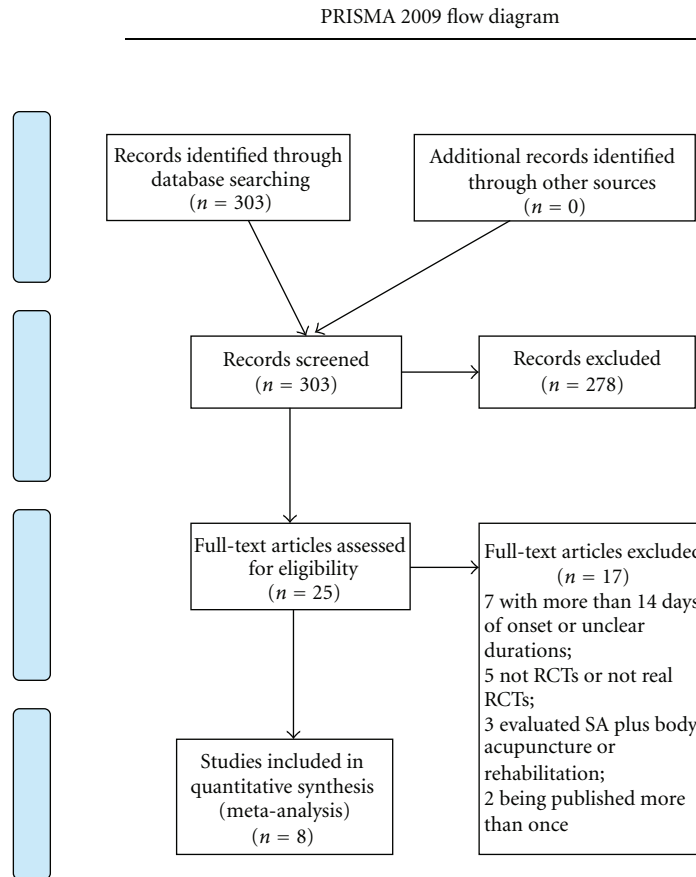 PRISMA 2009 flow diagram
Records identified through
database searching
(n = 303)
Additional records identified
through other sources
(n = 0)
Records screened
(n = 303)
Records excluded
(n = 278)
Full-text articles assessed
for eligibility
(n = 25)
Full-text articles excluded
(n = 17)
7 with more than 14 days
of onset or unclear
durations;
5 not RCTs or not real
RCTs;
3 evaluated SA plus body
acupuncture or
rehabilitation;
2 being published more
than once
Studies included in
quantitative synthesis
(meta-analysis)
(n = 8)